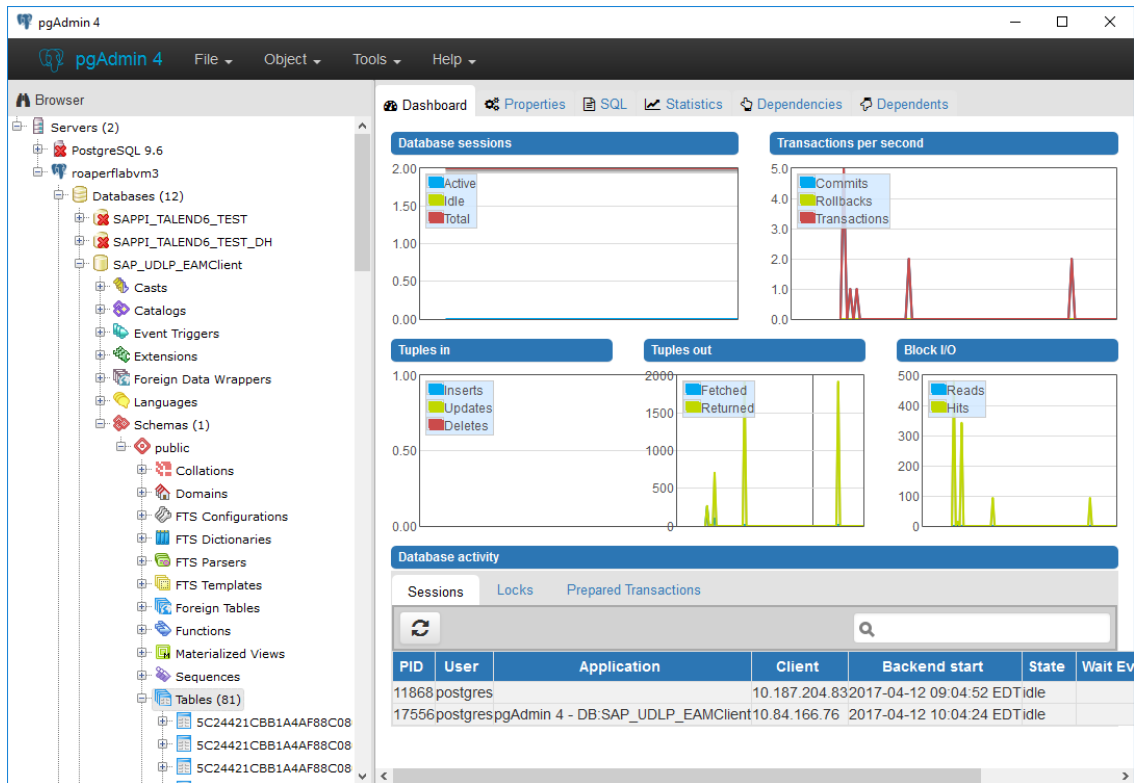 pgAdmin 4
pgAdmin 4 File Object Tools Help
Browser
Servers (2)
PostgreSQL 9.6
roaperflabvm3
Databases (12)
SAPPI_TALEND6_TEST
SAPPI_TALEND6_TEST_DH
SAP_UDLP_EAMClient
Casts
Catalogs
Event Triggers
Extensions
Foreign Data Wrappers
Languages
Schemas (1)
public
Collations
Domains
FTS Configurations
FTS Dictionaries
FTS Parsers
FTS Templates
Foreign Tables
Functions
Materialized Views
Sequences
Tables (81)
5C24421CBB1A4AF88C08
5C24421CBB1A4AF88C08
5C24421CBB1A4AF88C08
Dashboard Properties SQL Statistics Dependencies Dependents
Database sessions
2.00
1.50
1.00
0.50
0.00
Active
Idle
Total
Transactions per second
5.0
4.0
3.0
2.0
1.0
0.0
Commits
Rollbacks
Transactions
Tuples in
1.00
0.50
0.00
Inserts
Updates
Deletes
Tuples out
2000
1500
1000
500
0
Fetched
Returned
Block I/O
500
400
300
200
100
0
Reads
Hits
Database activity
Sessions Locks Prepared Transactions
PID User Application Client Backend start State Wait Ev
11868 postgres 10.187.204.83 2017-04-12 09:04:52 EDT idle
17556 postgres pgAdmin 4 - DB:SAP_UDLP_EAMClient 10.84.166.76 2017-04-12 10:04:24 EDT idle